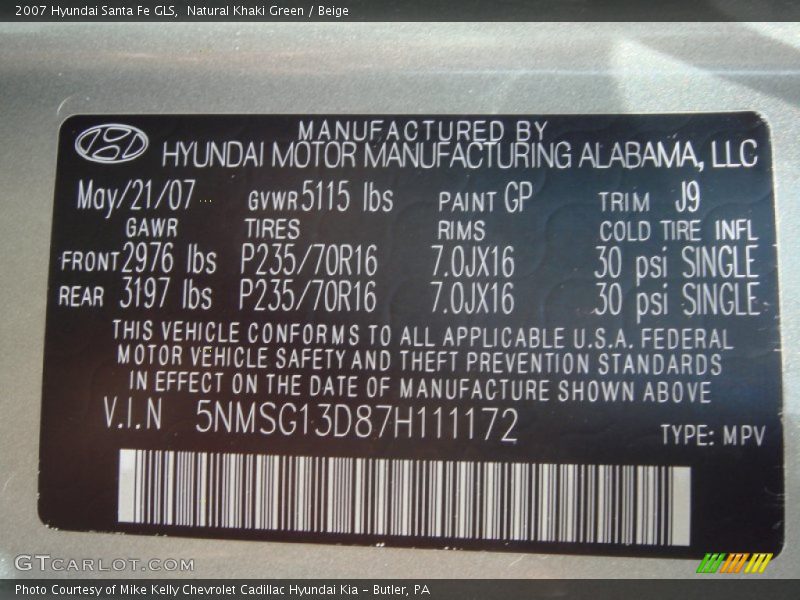 2007 Hyundai Santa Fe GLS, Natural Khaki Green / Beige
MANUFACTURED BY
HYUNDAI MOTOR MANUFACTURING ALABAMA, LLC
May/21/07 GVWR 5115 lbs PAINT GP TRIM J9
GAWR TIRES RIMS COLD TIRE INFL
FRONT 2976 lbs P235/70R16 7.0JX16 30 psi SINGLE
REAR 3197 lbs P235/70R16 7.0JX16 30 psi SINGLE
THIS VEHICLE CONFORMS TO ALL APPLICABLE U.S.A. FEDERAL
MOTOR VEHICLE SAFETY AND THEFT PREVENTION STANDARDS
IN EFFECT ON THE DATE OF MANUFACTURE SHOWN ABOVE
V.I.N 5NMSG13D87H111172
TYPE: MPV
GTCARLOT.COM
Photo Courtesy of Mike Kelly Chevrolet Cadillac Hyundai Kia - Butler, PA